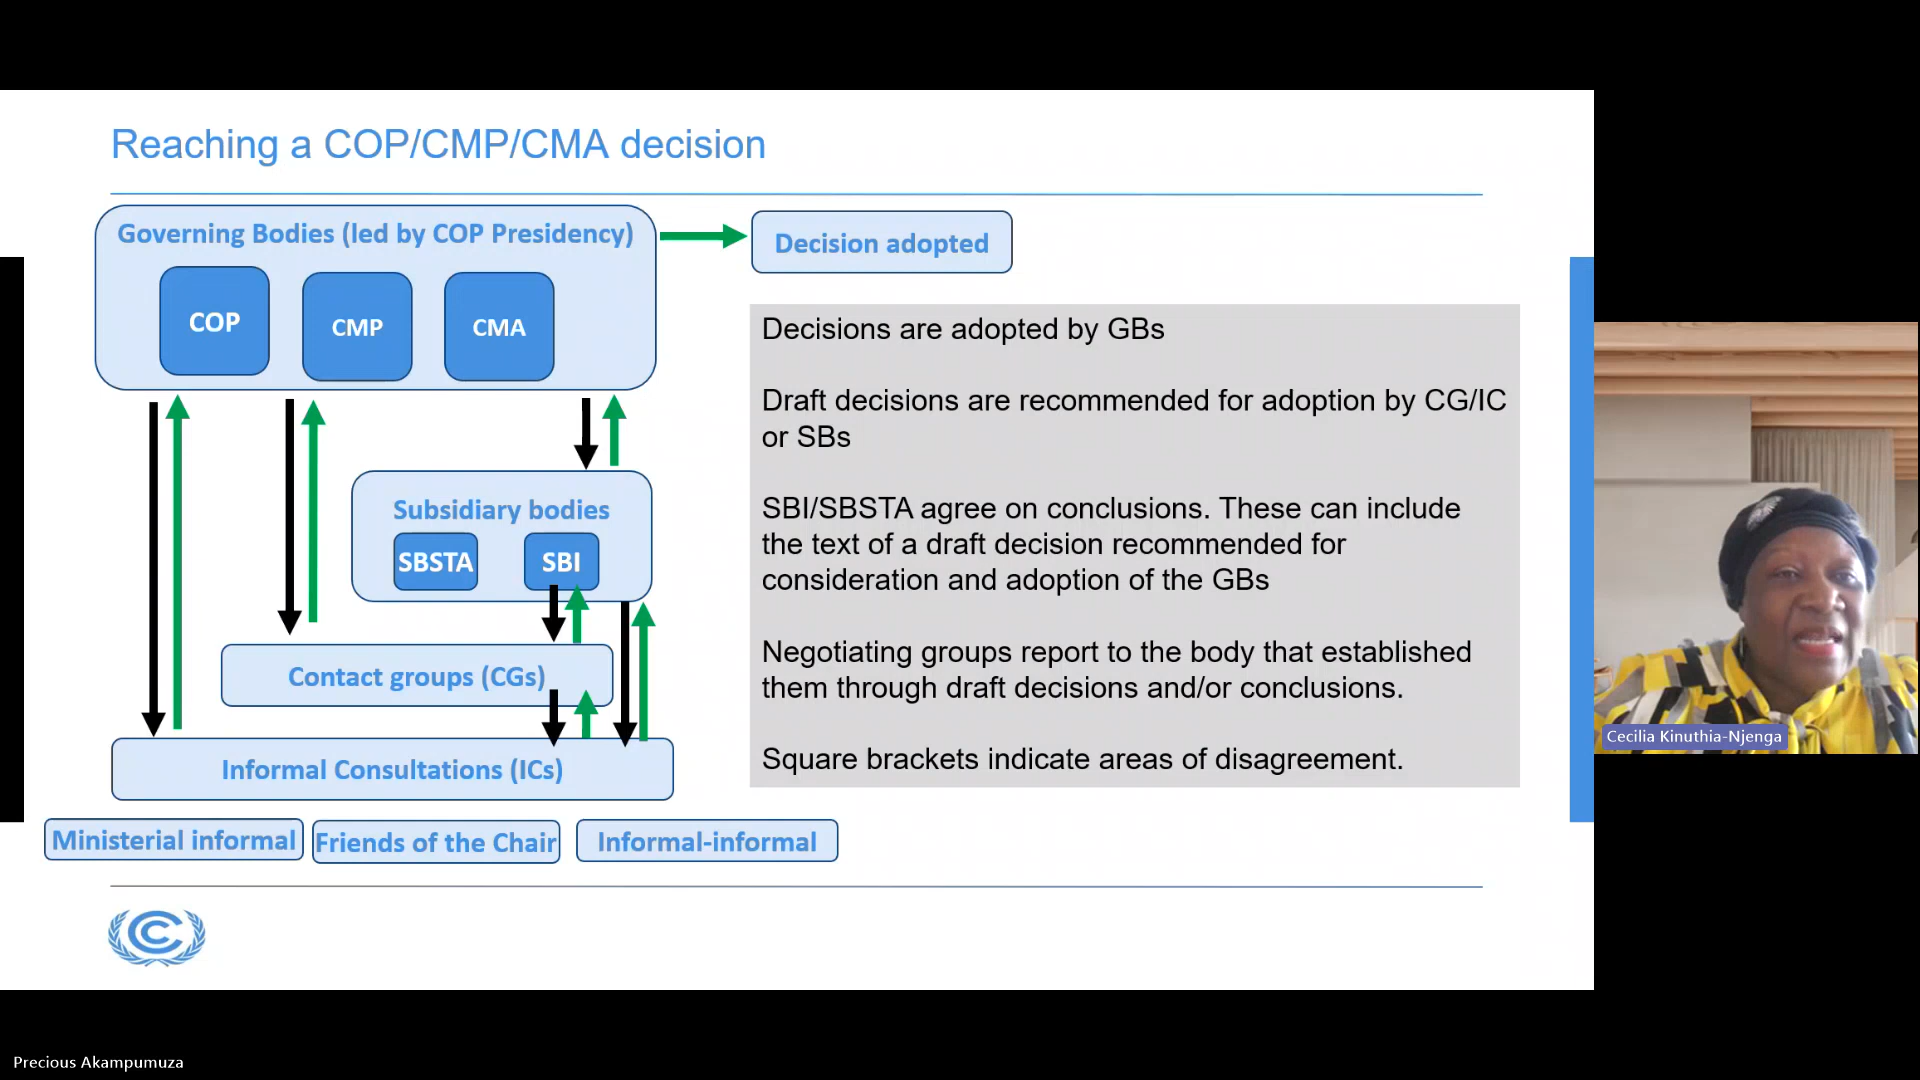 Reaching a COP/CMP/CMA decision
Governing Bodies (led by COP Presidency)
COP
CMP
CMA
Decision adopted
Decisions are adopted by GBs
Draft decisions are recommended for adoption by CG/IC
or SBs
SBI/SBSTA agree on conclusions. These can include
the text of a draft decision recommended for
consideration and adoption of the GBs
Negotiating groups report to the body that established
them through draft decisions and/or conclusions.
Square brackets indicate areas of disagreement.
Subsidiary bodies
SBSTA
SBI
Contact groups (CGs)
Informal Consultations (ICs)
Ministerial informal
Friends of the Chair
Informal-informal
Cecilia Kinuthia-Njenga
Precious Akampumuza